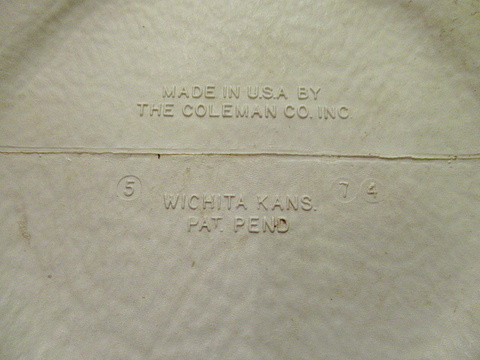 MADE IN U.S.A BY
THE COLEMAN CO. INC.
5 WICHITA KANS. 7 4
PAT. PEND